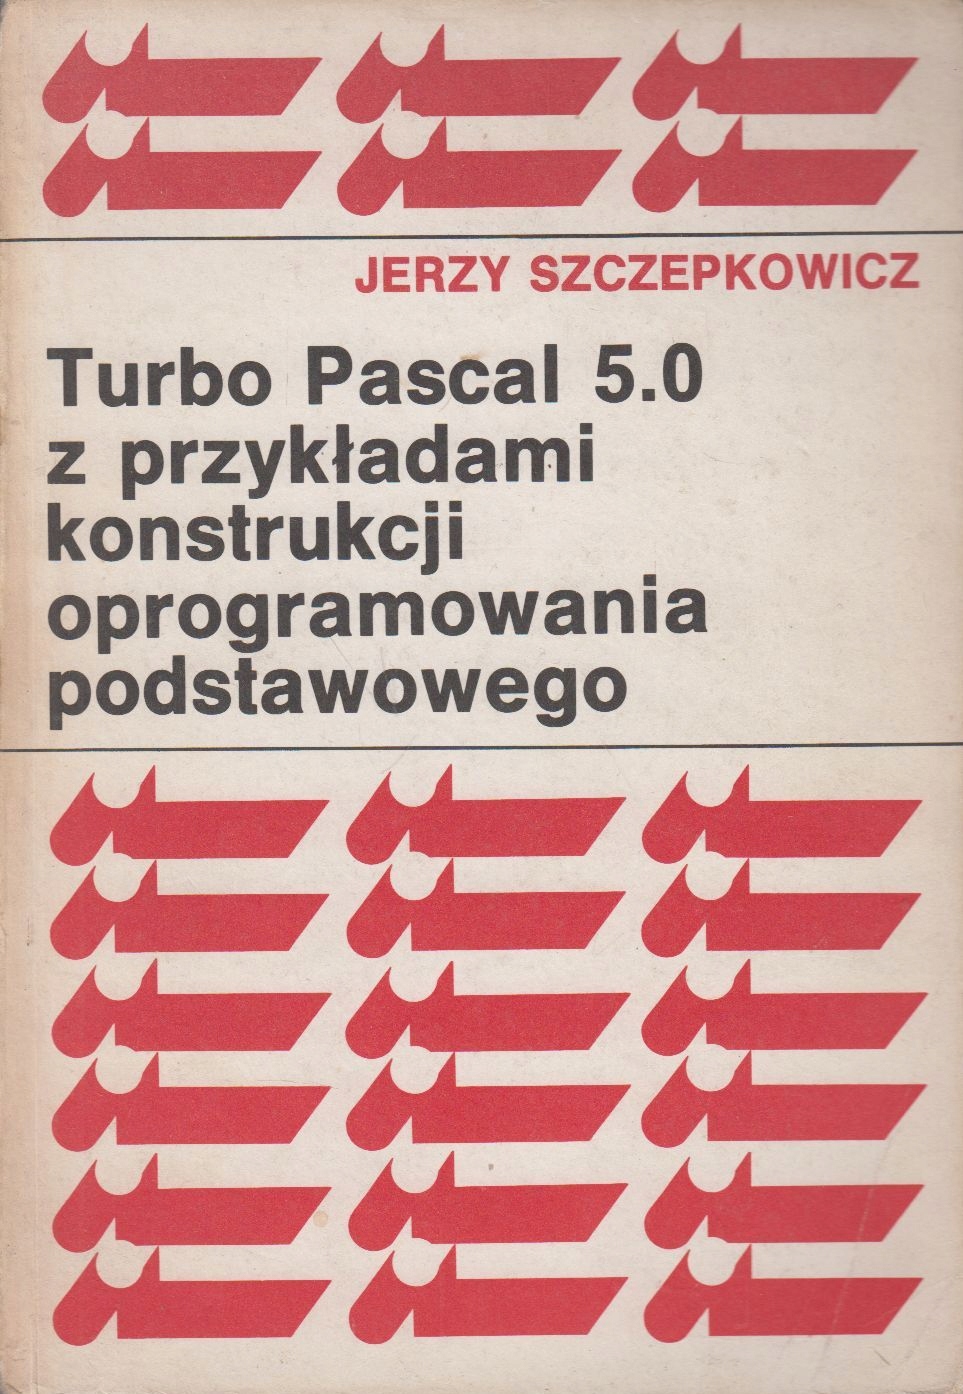 JERZY SZCZEPKOWICZ
Turbo Pascal 5.0
z przykładami
konstrukcji
oprogramowania
podstawowego